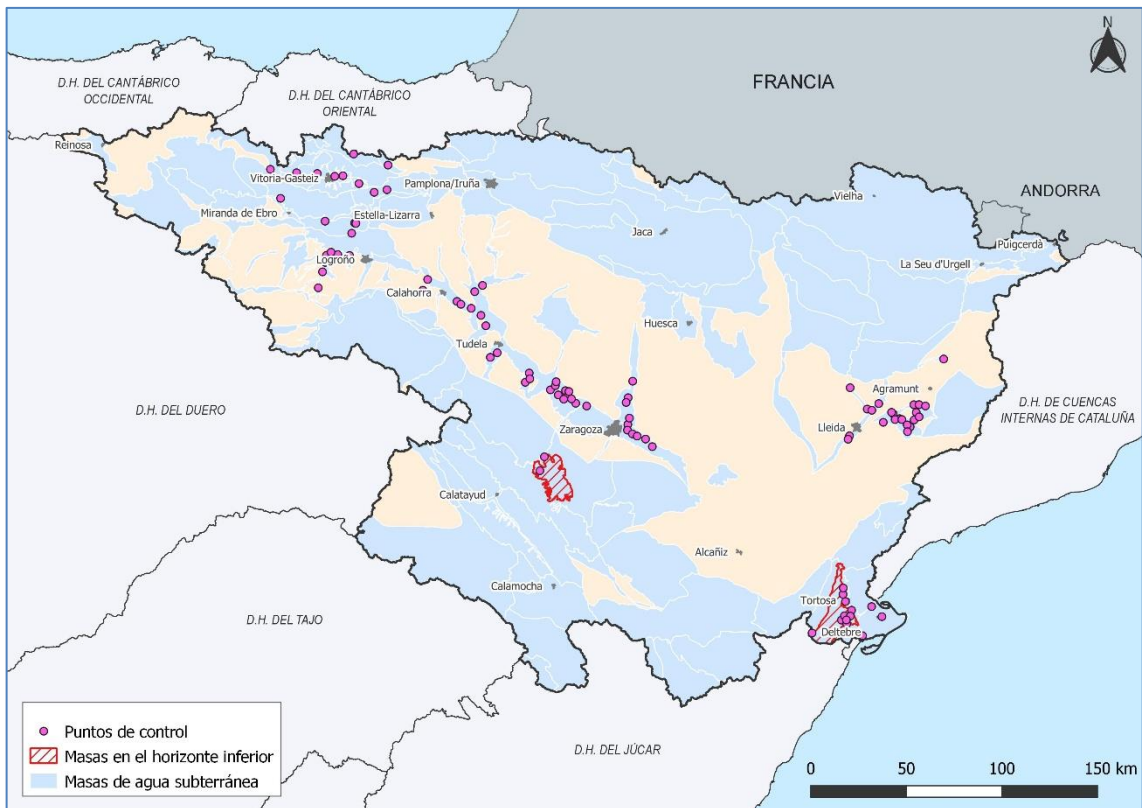 N
FRANCIA
D.H. DEL CANTÁBRICO
OCCIDENTAL
D.H. DEL CANTÁBRICO
ORIENTAL
Reinosa
Vitoria-Gasteiz
Pamplona/Iruña
Vielha
ANDORRA
Miranda de Ebro
Estella-Lizarra
Jaca
Puigcerdà
La Seu d'Urgell
Logroño
Calahorra
Huesca
Tudela
Agramunt
D.H. DE CUENCAS
INTERNAS DE CATALUÑA
D.H. DEL DUERO
Zaragoza
Lleida
Calatayud
Alcañiz
Calamocha
Tortosa
Deltebre
D.H. DEL TAJO
D.H. DEL JÚCAR
Puntos de control
Masas en el horizonte inferior
Masas de agua subterránea
0 50 100 150 km